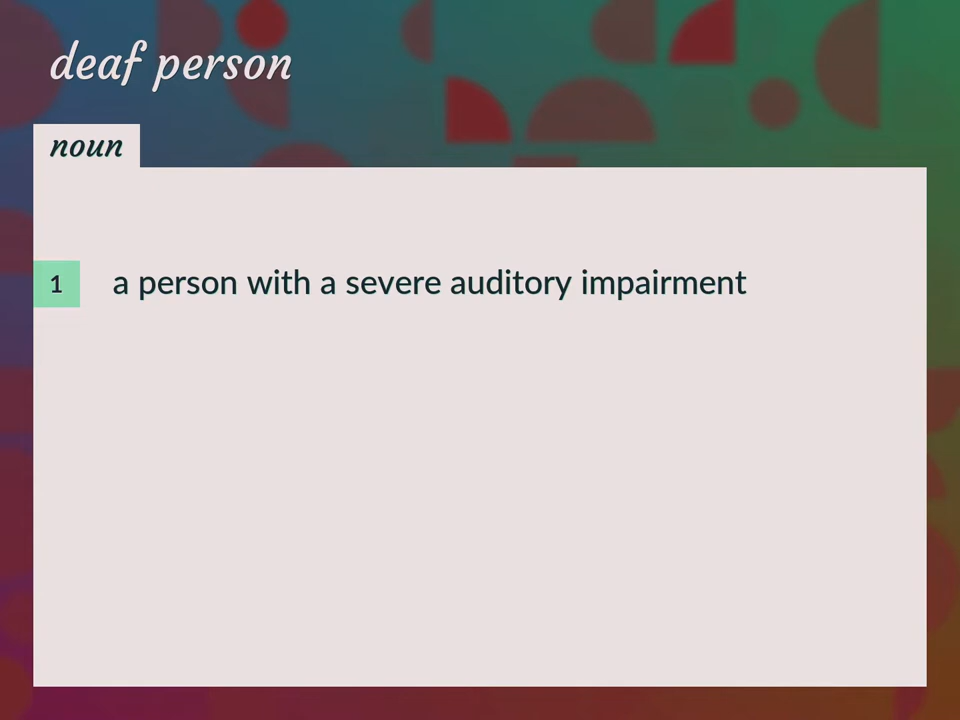 deaf person
noun
1 a person with a severe auditory impairment